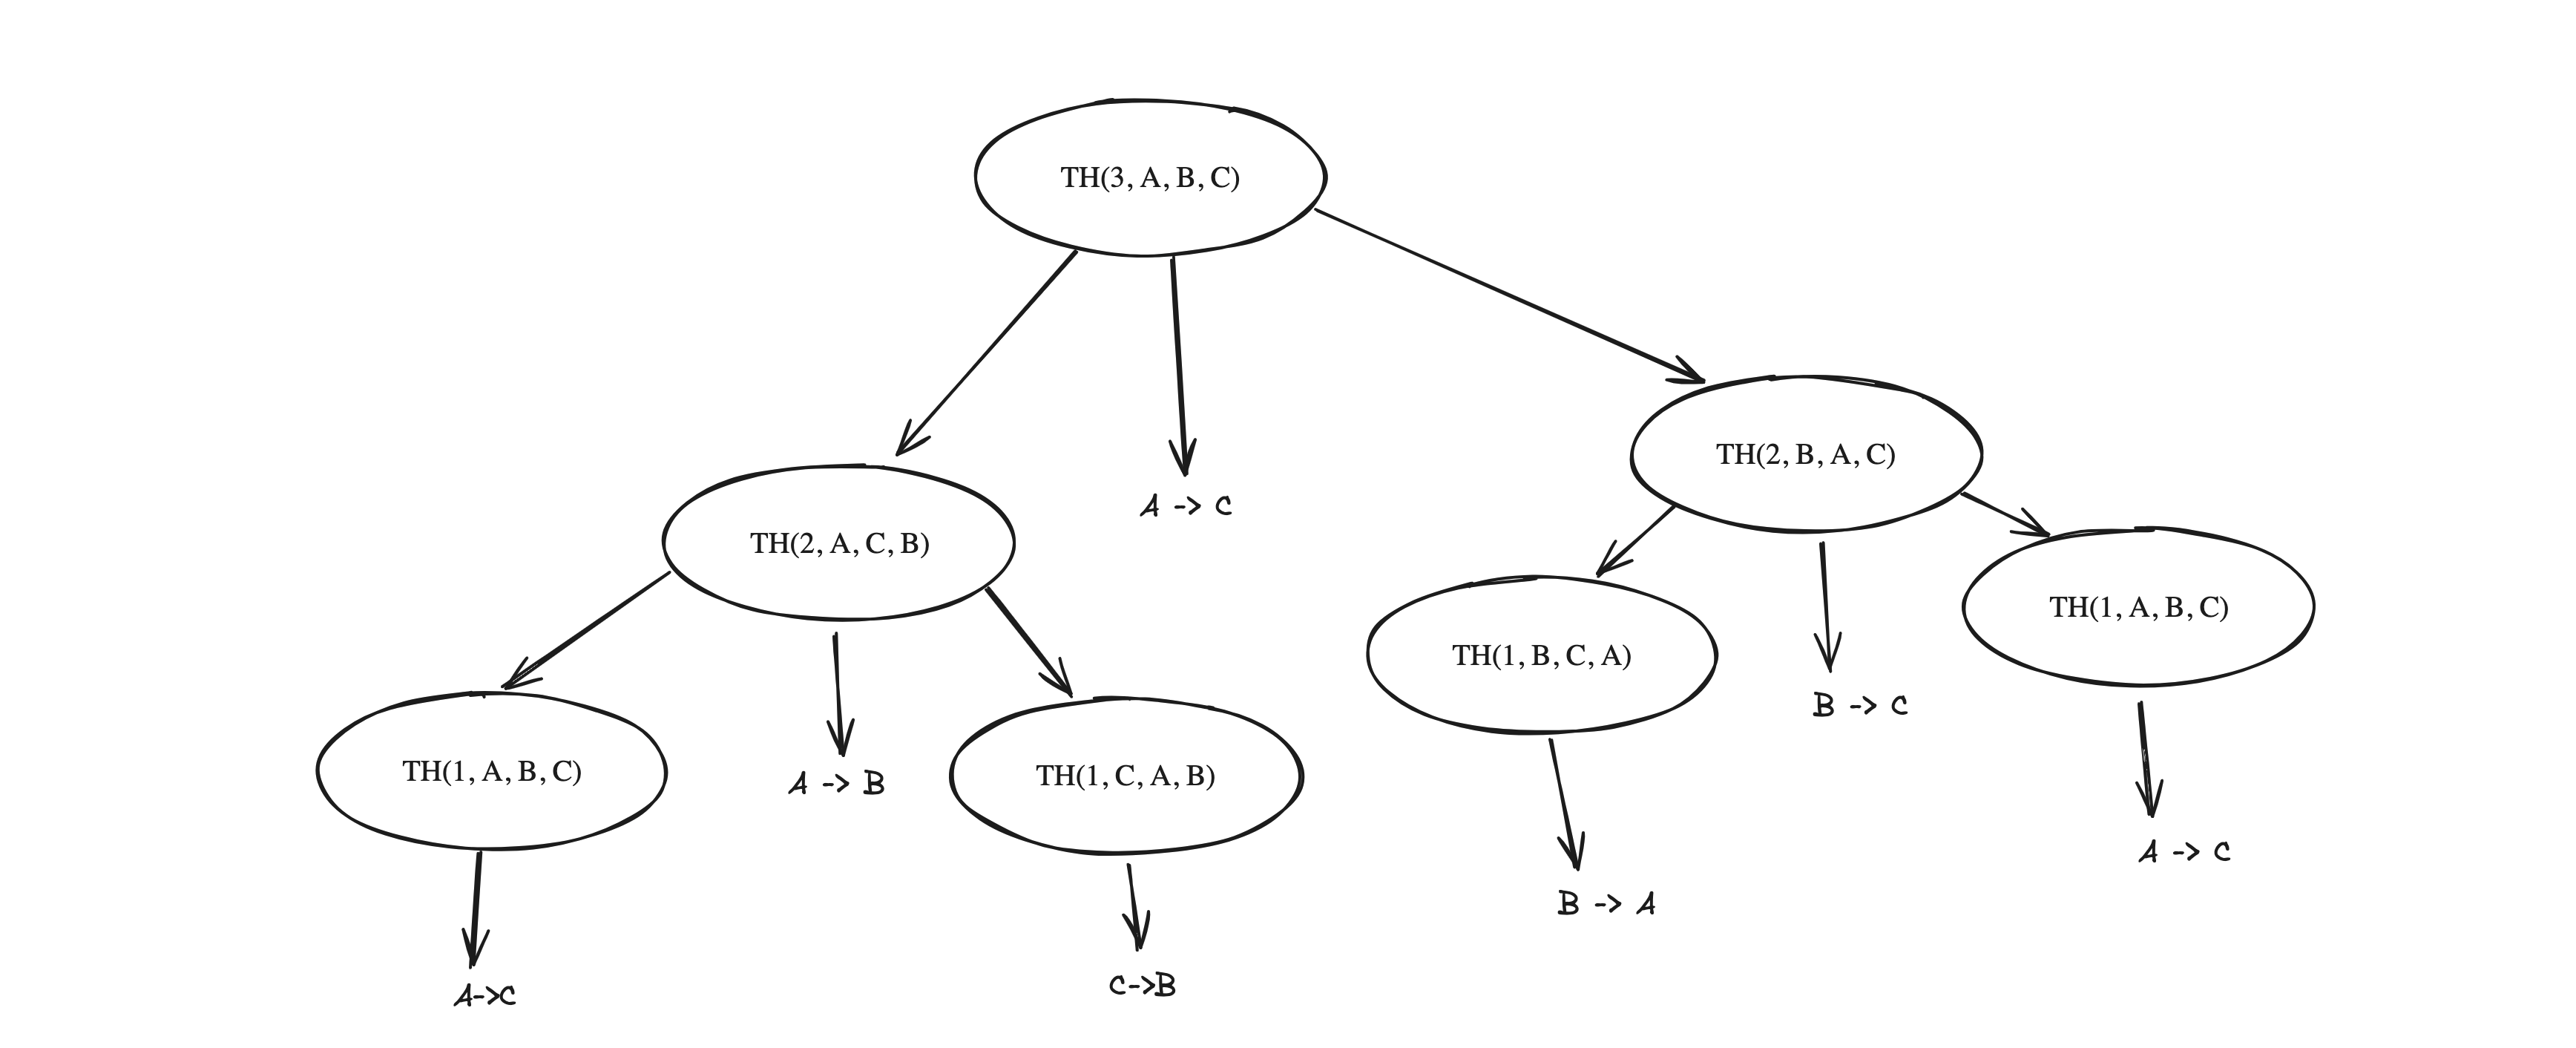 TH(3, A, B, C)
TH(2, B, A, C)
A -> C
TH(2, A, C, B)
TH(1, A, B, C)
TH(1, B, C, A)
B -> C
TH(1, A, B, C)
A -> B
TH(1, C, A, B)
A -> C
B -> A
A->C
C->B